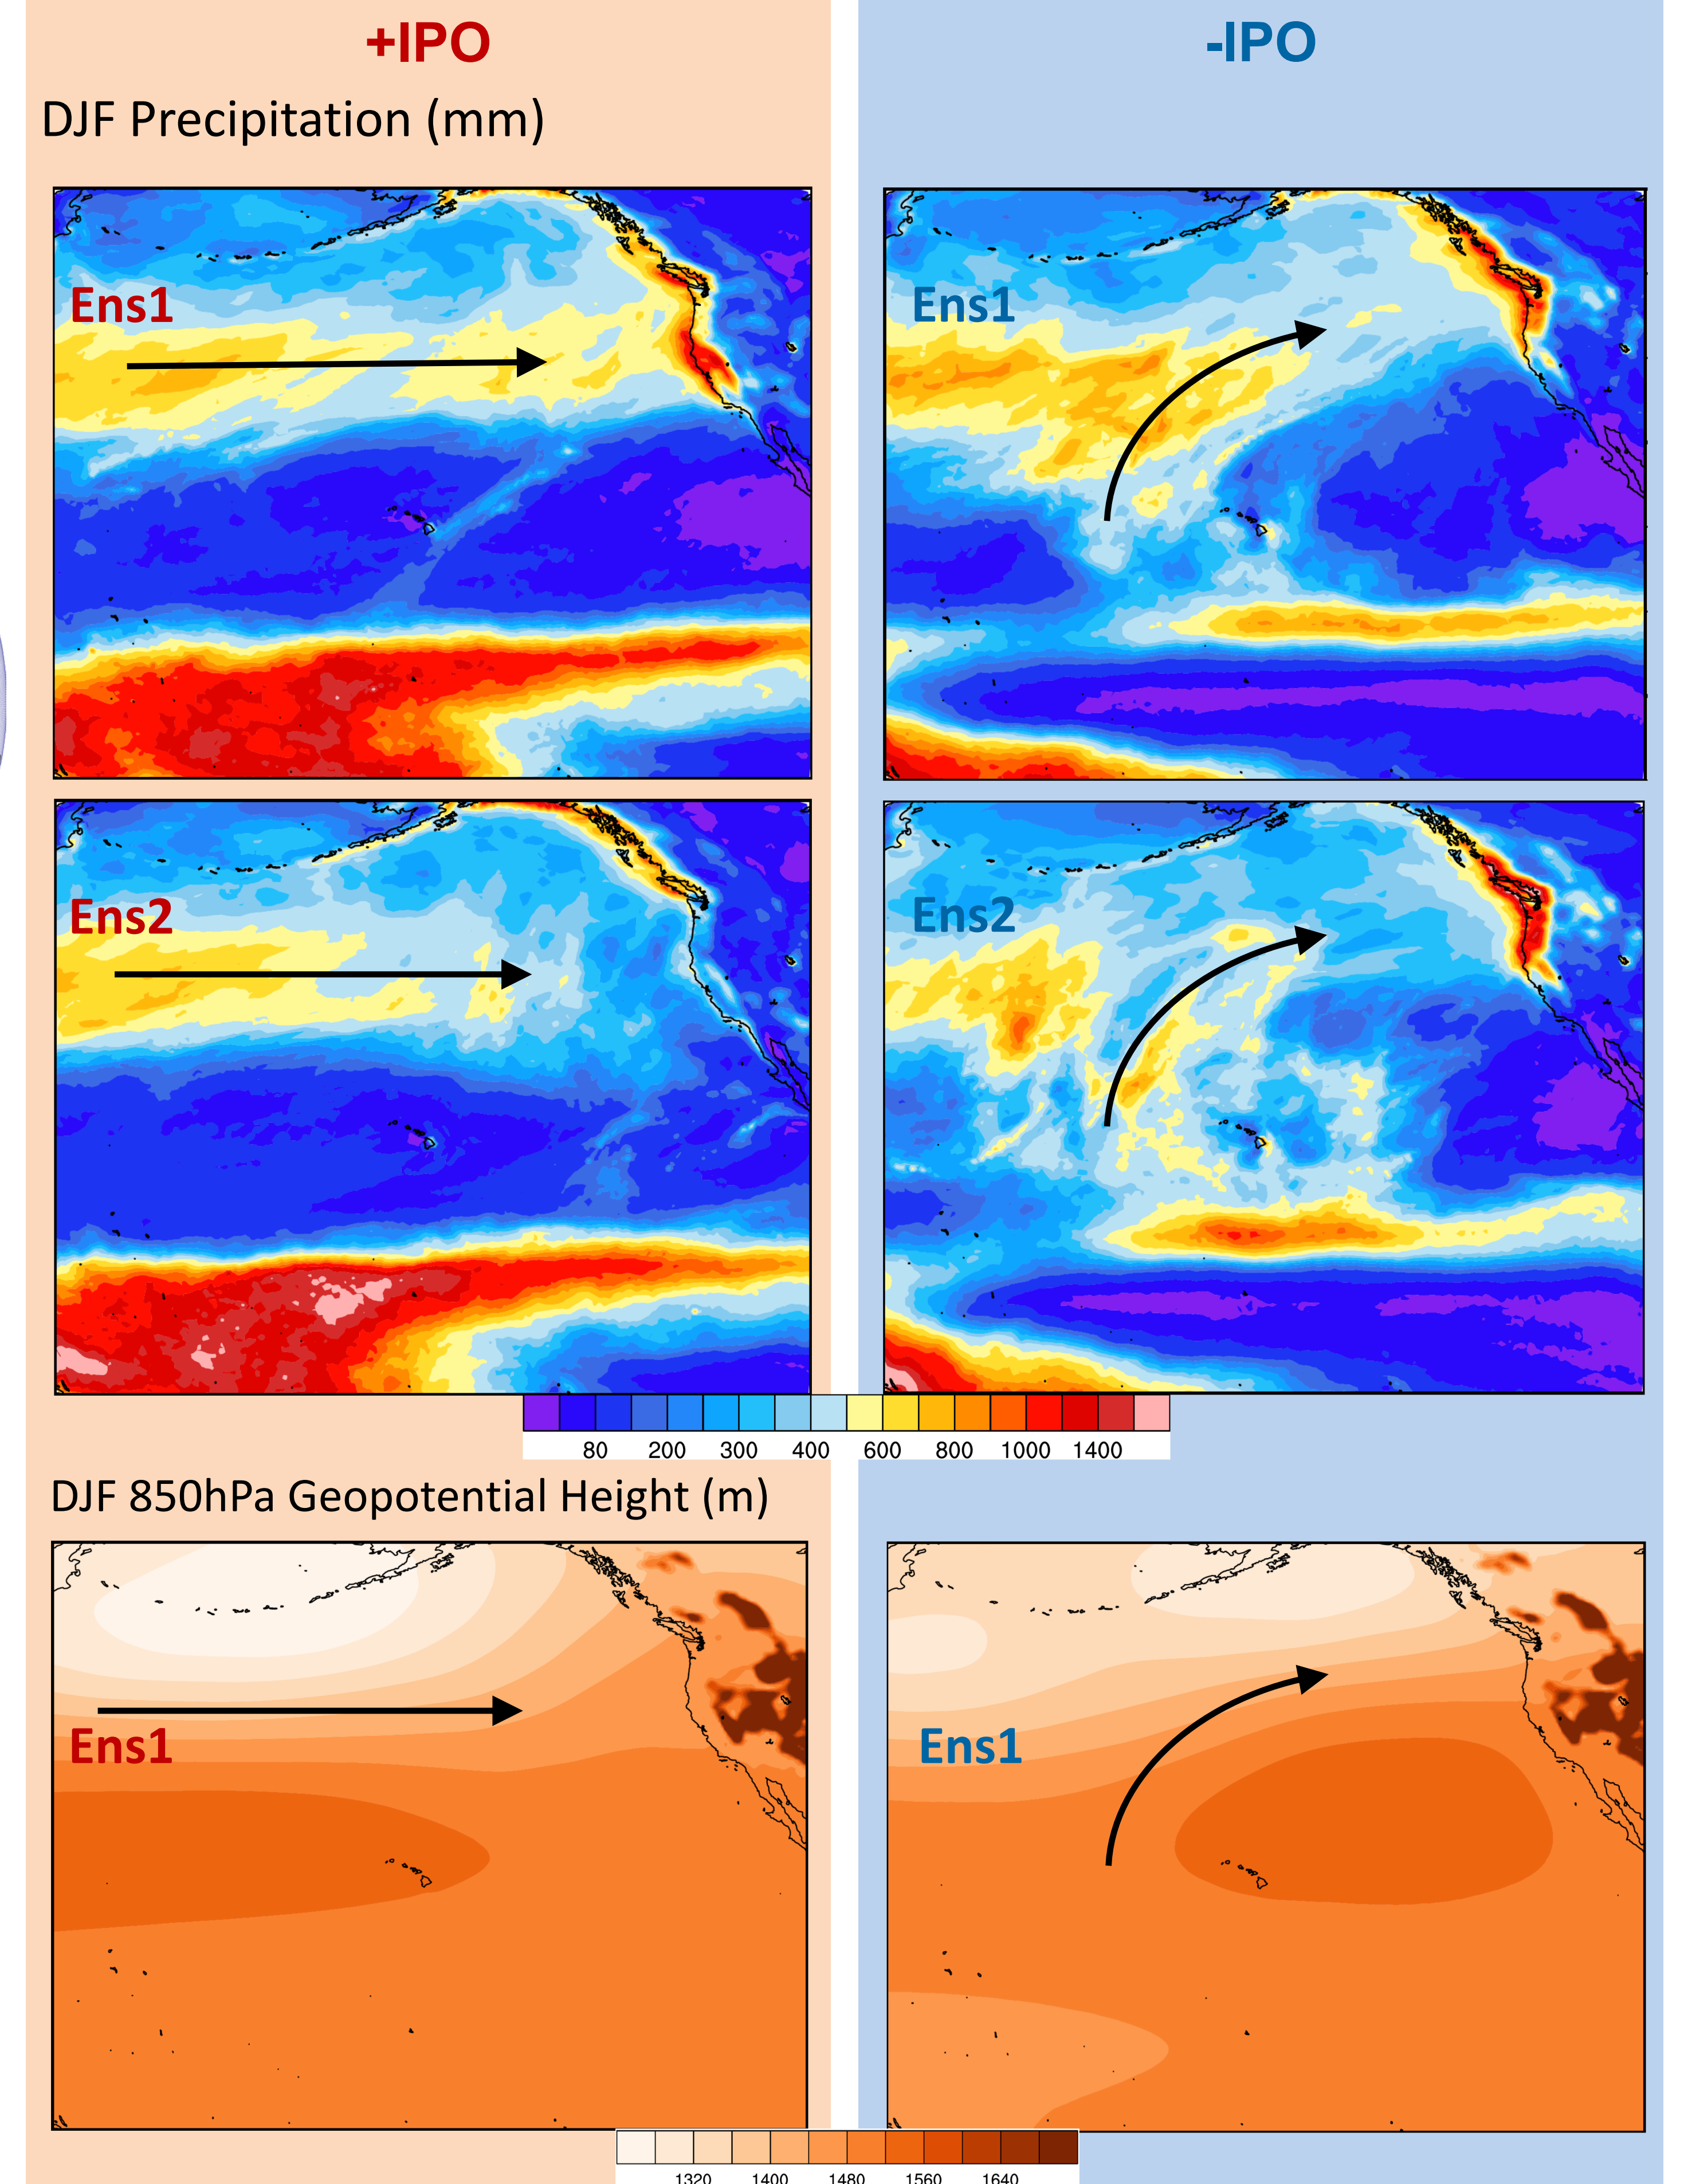 +IPO
-IPO
DJF Precipitation (mm)
Ens1
Ens1
Ens2
Ens2
80 200 300 400 600 800 1000 1400
DJF 850hPa Geopotential Height (m)
Ens1
Ens1
1320 1400 1480 1560 1640